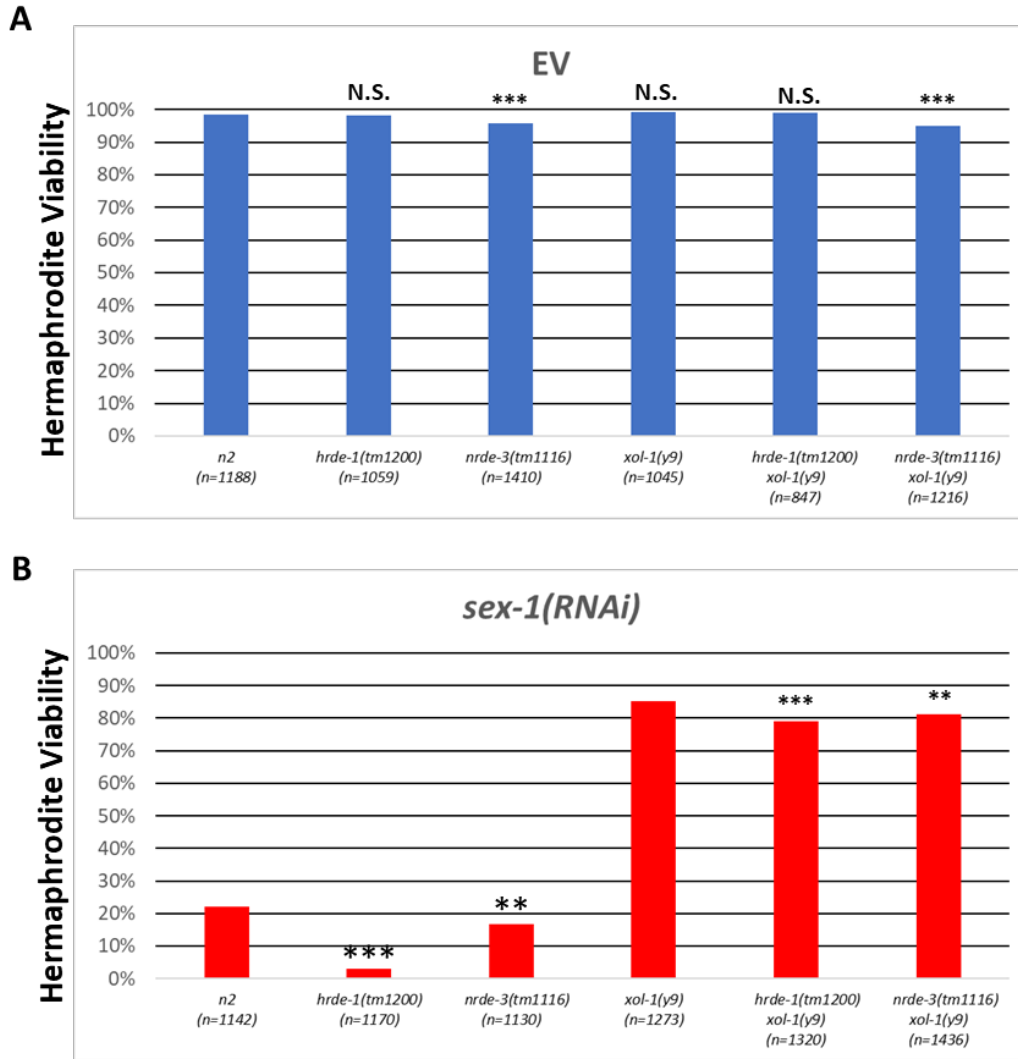 A
EV
Hermaphrodite Viability
N.S.
***
N.S.
N.S.
***
100%
90%
80%
70%
60%
50%
40%
30%
20%
10%
0%
n2
(n=1188)
hrde-1(tm1200)
(n=1059)
nrde-3(tm1116)
(n=1410)
xol-1(y9)
(n=1045)
hrde-1(tm1200)
xol-1(y9)
(n=847)
nrde-3(tm1116)
xol-1(y9)
(n=1216)
B
sex-1(RNAi)
Hermaphrodite Viability
100%
90%
80%
70%
60%
50%
40%
30%
20%
10%
0%
***
**
***
**
n2
(n=1142)
hrde-1(tm1200)
(n=1170)
nrde-3(tm1116)
(n=1130)
xol-1(y9)
(n=1273)
hrde-1(tm1200)
xol-1(y9)
(n=1320)
nrde-3(tm1116)
xol-1(y9)
(n=1436)